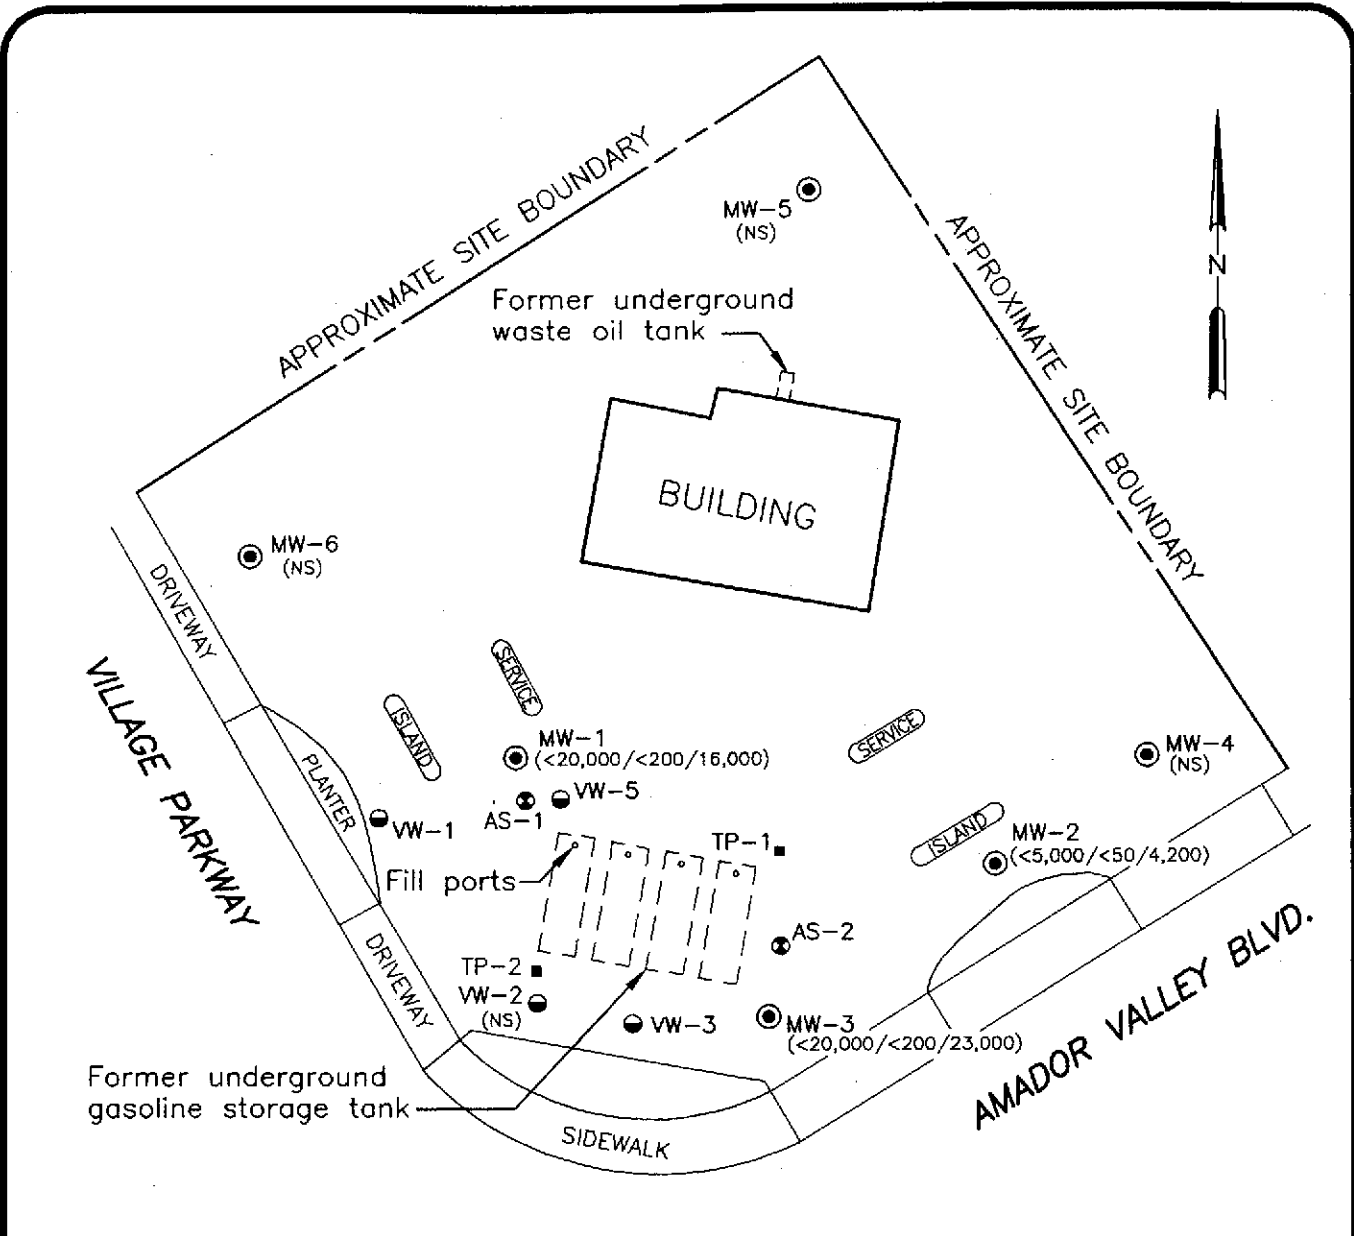 APPROXIMATE SITE BOUNDARY
MW-5
(NS)
APPROXIMATE SITE BOUNDARY
N
Former underground
waste oil tank
BUILDING
MW-6
(NS)
DRIVEWAY
VILLAGE PARKWAY
SERVICE
ISLAND
MW-1
(<20,000/<200/16,000)
SERVICE
MW-4
(NS)
PLANTER
VW-1
AS-1
VW-5
TP-1
ISLAND
MW-2
(<5,000/<50/4,200)
Fill ports
DRIVEWAY
AS-2
TP-2
VW-2
(NS)
VW-3
MW-3
(<20,000/<200/23,000)
AMADOR VALLEY BLVD.
Former underground
gasoline storage tank
SIDEWALK